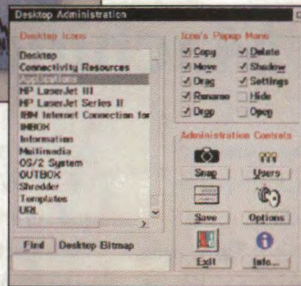 Desktop Administration
Desktop Icons
Desktop
Connectivity Resources
Applications
HP LaserJet III
HP LaserJet Series II
IBM Internet Connection for
INBOX
Information
Multimedia
OS/2 System
OUTBOX
Shredder
Templates
URL
Find
Desktop Bitmap
Icon's Popup Menu
Copy
Delete
Move
Shadow
Drag
Settings
Rename
Hide
Drop
Open
Administration Controls
Snap
Users
Save
Options
Exit
Info...